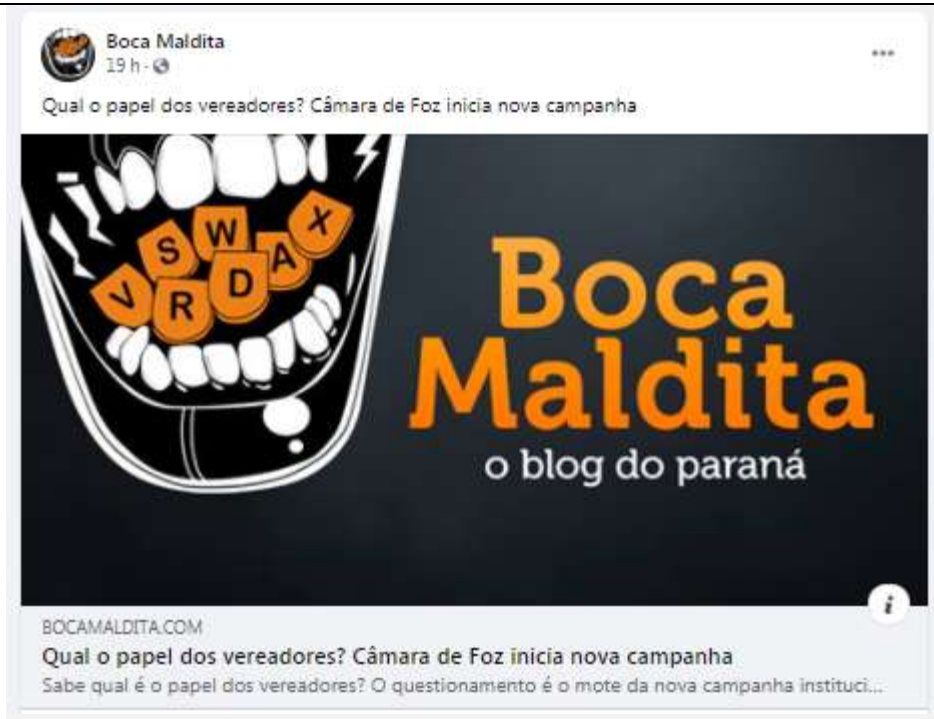 Boca Maldita
19 h ·
Qual o papel dos vereadores? Câmara de Foz inicia nova campanha
V S R W D A X
Boca
Maldita
o blog do paraná
i
BOCAMALDITA.COM
Qual o papel dos vereadores? Câmara de Foz inicia nova campanha
Sabe qual é o papel dos vereadores? O questionamento é o mote da nova campanha instituci...